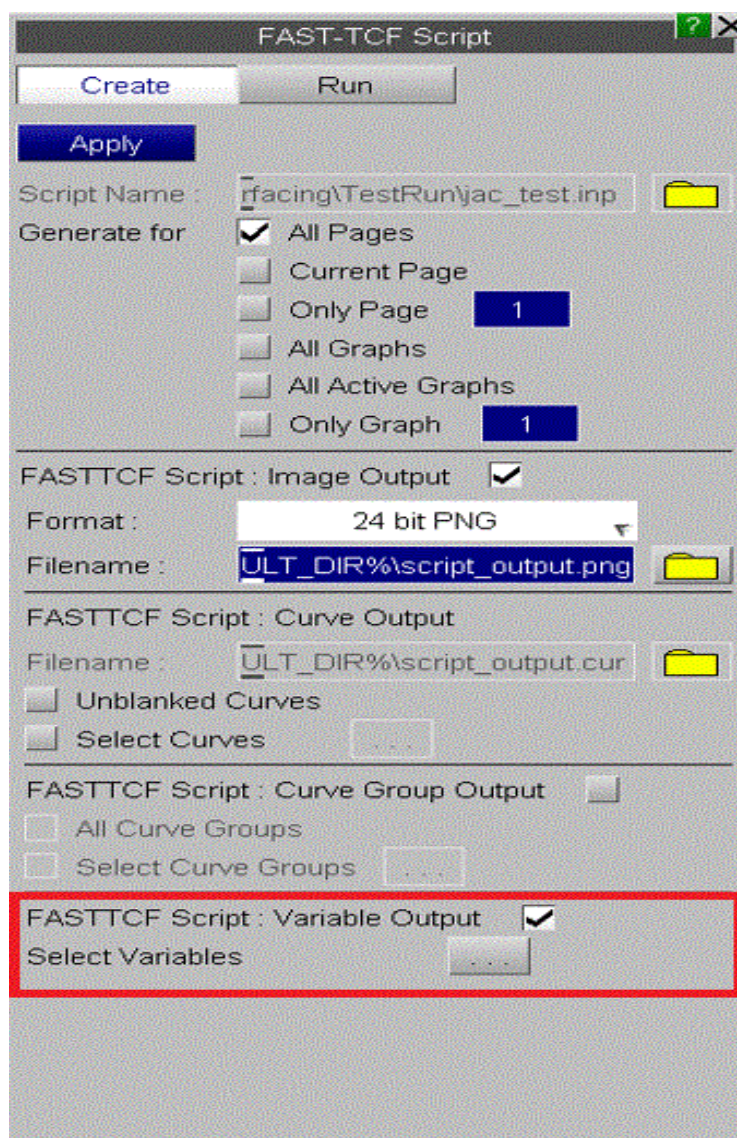 FAST-TCF Script ? X
Create Run
Apply
Script Name : rfacing\TestRun\jac_test.inp
Generate for All Pages
Current Page
Only Page 1
All Graphs
All Active Graphs
Only Graph 1
FASTTCF Script : Image Output
Format : 24 bit PNG
Filename : ULT_DIR%\script_output.png
FASTTCF Script : Curve Output
Filename : ULT_DIR%\script_output.cur
Unblanked Curves
Select Curves ...
FASTTCF Script : Curve Group Output
All Curve Groups
Select Curve Groups ...
FASTTCF Script : Variable Output
Select Variables ...